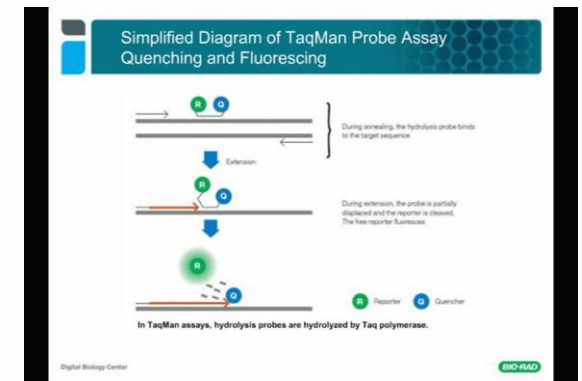 Simplified Diagram of TaqMan Probe Assay
Quenching and Fluorescing
R Q
During annealing, the hydrolysis probe binds
to the target sequence
Extension
R
Q
During extension, the probe is partially
displaced and the reporter is cleaved.
The free reporter fluoresces
R
Q
R Reporter Q Quencher
In TaqMan assays, hydrolysis probes are hydrolyzed by Taq polymerase.
Digital Biology Center
BIO-RAD